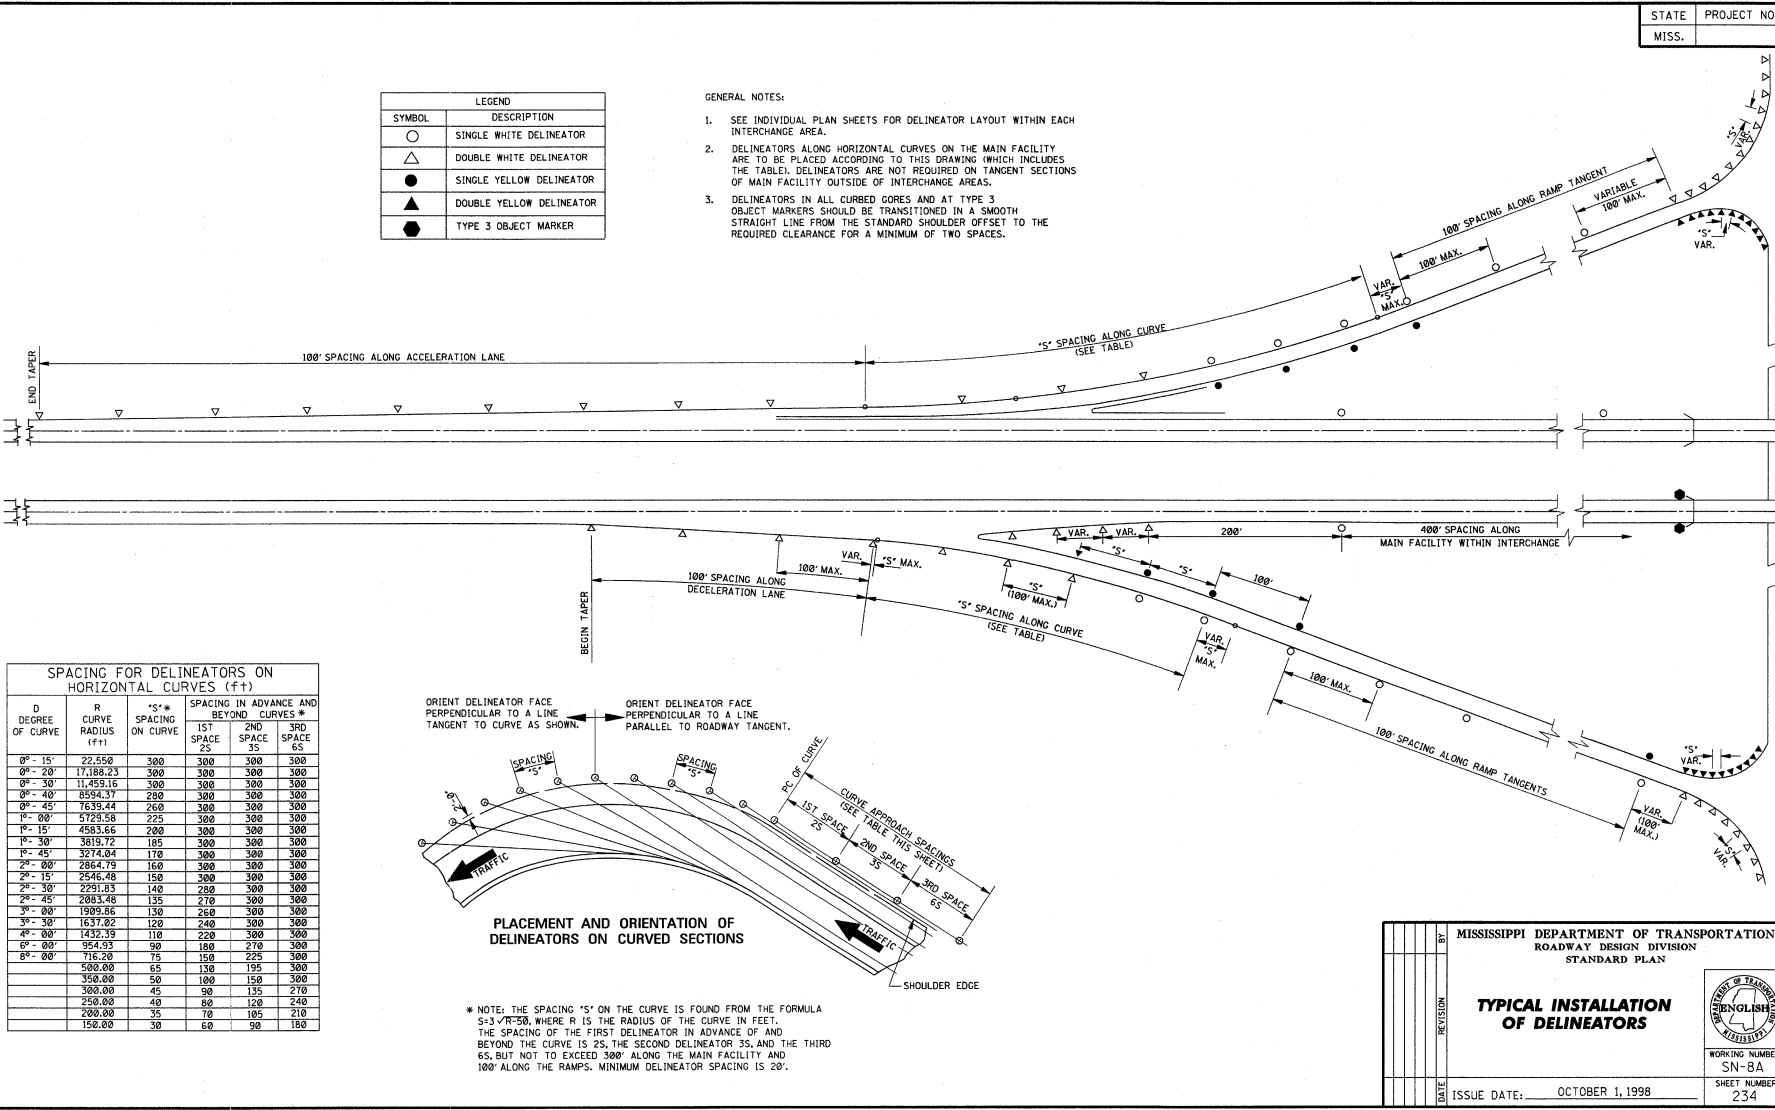 STATE PROJECT NO
MISS.
LEGEND
SYMBOL DESCRIPTION
SINGLE WHITE DELINEATOR
DOUBLE WHITE DELINEATOR
SINGLE YELLOW DELINEATOR
DOUBLE YELLOW DELINEATOR
TYPE 3 OBJECT MARKER
GENERAL NOTES:
1. SEE INDIVIDUAL PLAN SHEETS FOR DELINEATOR LAYOUT WITHIN EACH
INTERCHANGE AREA.
2. DELINEATORS ALONG HORIZONTAL CURVES ON THE MAIN FACILITY
ARE TO BE PLACED ACCORDING TO THIS DRAWING (WHICH INCLUDES
THE TABLE). DELINEATORS ARE NOT REQUIRED ON TANGENT SECTIONS
OF MAIN FACILITY OUTSIDE OF INTERCHANGE AREAS.
3. DELINEATORS IN ALL CURBED GORES AND AT TYPE 3
OBJECT MARKERS SHOULD BE TRANSITIONED IN A SMOOTH
STRAIGHT LINE FROM THE STANDARD SHOULDER OFFSET TO THE
REQUIRED CLEARANCE FOR A MINIMUM OF TWO SPACES.
"S"
VAR.
100' SPACING ALONG RAMP TANGENT
VARIABLE
100' MAX.
"S"
VAR.
100' MAX.
VAR.
"S"
MAX.
"S" SPACING ALONG CURVE
(SEE TABLE)
END TAPER
100' SPACING ALONG ACCELERATION LANE
VAR. VAR. 200' 400' SPACING ALONG
MAIN FACILITY WITHIN INTERCHANGE
"S"
"S"
100'
VAR. "S" MAX.
100' MAX.
100' SPACING ALONG
DECELERATION LANE
"S"
(100' MAX.)
BEGIN TAPER
"S" SPACING ALONG CURVE
(SEE TABLE)
VAR.
"S"
MAX.
100' MAX.
100' SPACING ALONG RAMP TANGENTS
"S"
VAR.
VAR.
(100'
MAX.)
"S"
VAR.
SPACING FOR DELINEATORS ON
HORIZONTAL CURVES (ft)
D R "S"* SPACING IN ADVANCE AND
DEGREE CURVE SPACING BEYOND CURVES*
OF CURVE RADIUS ON CURVE 1ST 2ND 3RD
(ft) SPACE SPACE SPACE
2S 3S 6S
0° - 15' 22,550 300 300 300 300
0° - 20' 17,188.23 300 300 300 300
0° - 30' 11,459.16 300 300 300 300
0° - 40' 8594.37 280 300 300 300
0° - 45' 7639.44 260 300 300 300
1° - 00' 5729.58 225 300 300 300
1° - 15' 4583.66 200 300 300 300
1° - 30' 3819.72 185 300 300 300
1° - 45' 3274.04 170 300 300 300
2° - 00' 2864.79 160 300 300 300
2° - 15' 2546.48 150 300 300 300
2° - 30' 2291.83 140 280 300 300
2° - 45' 2083.48 135 270 300 300
3° - 00' 1909.86 130 260 300 300
3° - 30' 1637.02 120 240 300 300
4° - 00' 1432.39 110 220 300 300
6° - 00' 954.93 90 180 270 300
8° - 00' 716.20 75 150 225 300
500.00 65 130 195 300
350.00 50 100 150 300
300.00 45 90 135 270
250.00 40 80 120 240
200.00 35 70 105 210
150.00 30 60 90 180
ORIENT DELINEATOR FACE
PERPENDICULAR TO A LINE
TANGENT TO CURVE AS SHOWN.
ORIENT DELINEATOR FACE
PERPENDICULAR TO A LINE
PARALLEL TO ROADWAY TANGENT.
SPACING
"S"
SPACING
"S"
2'-0"
PC OF CURVE
CURVE APPROACH SPACINGS
(SEE TABLE THIS SHEET)
1ST SPACE
2S
2ND SPACE
3S
3RD SPACE
6S
TRAFFIC
TRAFFIC
SHOULDER EDGE
PLACEMENT AND ORIENTATION OF
DELINEATORS ON CURVED SECTIONS
* NOTE: THE SPACING "S" ON THE CURVE IS FOUND FROM THE FORMULA
S=3√R-50, WHERE R IS THE RADIUS OF THE CURVE IN FEET.
THE SPACING OF THE FIRST DELINEATOR IN ADVANCE OF AND
BEYOND THE CURVE IS 2S, THE SECOND DELINEATOR 3S, AND THE THIRD
6S, BUT NOT TO EXCEED 300' ALONG THE MAIN FACILITY AND
100' ALONG THE RAMPS. MINIMUM DELINEATOR SPACING IS 20'.
BY
REVISION
DATE
MISSISSIPPI DEPARTMENT OF TRANSPORTATION
ROADWAY DESIGN DIVISION
STANDARD PLAN
TYPICAL INSTALLATION
OF DELINEATORS
DEPARTMENT OF TRANSPORTATION
ENGLISH
MISSISSIPPI
WORKING NUMBE
SN-8A
SHEET NUMBER
234
ISSUE DATE: OCTOBER 1, 1998